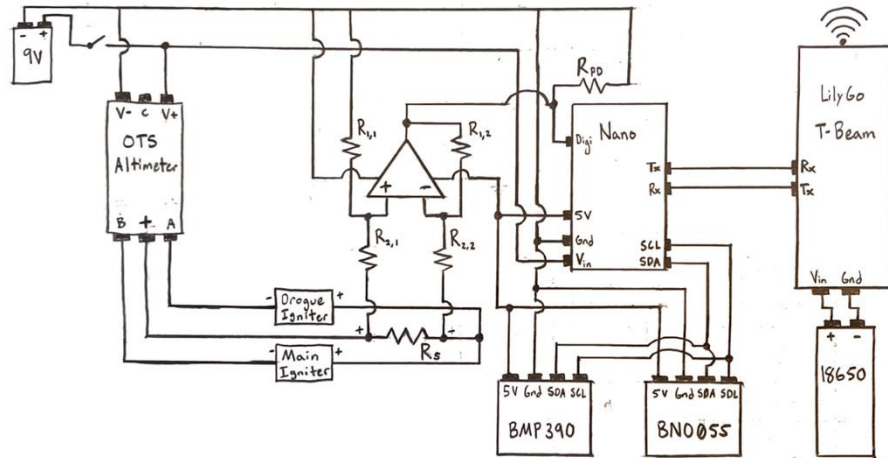 - +
9V
V- C V+
OTS
Altimeter
B + A
- Drogue +
Igniter
- Main +
Igniter
R1,1
R1,2
+ -
R2,1
R2,2
+ -
Rs
RPD
Nano
Digi
Tx
Rx
5V
Gnd
Vin
SCL
SDA
LilyGo
T-Beam
Rx
Tx
Vin Gnd
+ -
18650
5V Gnd SDA SCL
BMP390
5V Gnd SDA SDL
BNO055